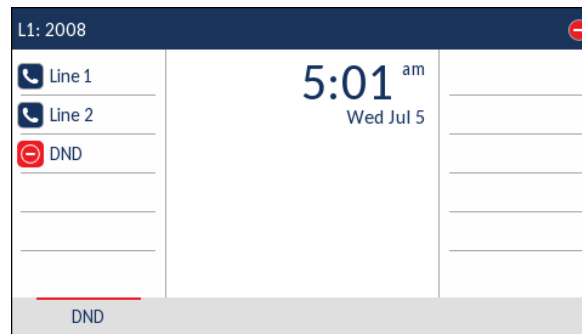 L1: 2008
Line 1
Line 2
DND
5:01 am
Wed Jul 5
DND